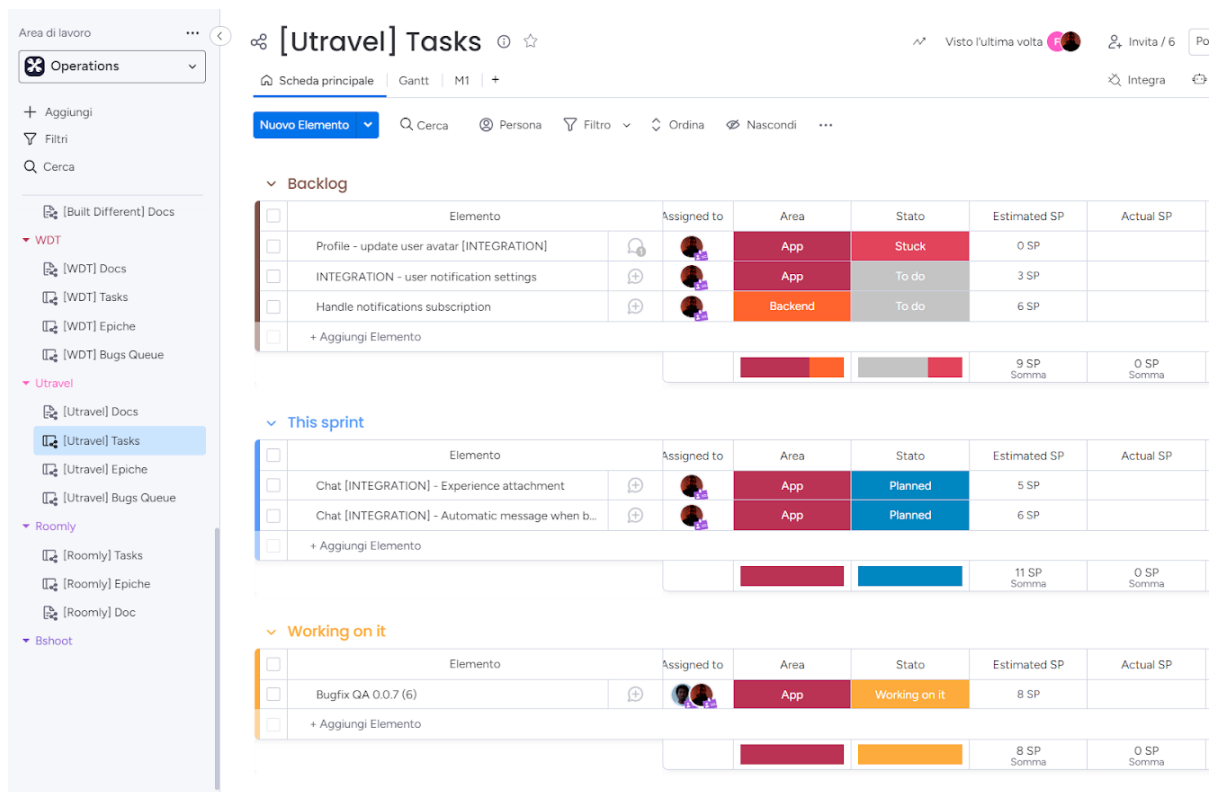 Area di lavoro
Operations
Aggiungi
Filtri
Cerca
[Built Different] Docs
WDT
[WDT] Docs
[WDT] Tasks
[WDT] Epiche
[WDT] Bugs Queue
Utravel
[Utravel] Docs
[Utravel] Tasks
[Utravel] Epiche
[Utravel] Bugs Queue
Roomly
[Roomly] Tasks
[Roomly] Epiche
[Roomly] Doc
Bshoot
[Utravel] Tasks
Visto l'ultima volta F
Invita / 6
Po
Scheda principale Gantt M1 +
Integra
Nuovo Elemento Cerca Persona Filtro Ordina Nascondi
Backlog
Elemento Assigned to Area Stato Estimated SP Actual SP
Profile - update user avatar [INTEGRATION] 1 App Stuck 0 SP
INTEGRATION - user notification settings App To do 3 SP
Handle notifications subscription Backend To do 6 SP
+ Aggiungi Elemento
9 SP 0 SP
Somma Somma
This sprint
Elemento Assigned to Area Stato Estimated SP Actual SP
Chat [INTEGRATION] - Experience attachment App Planned 5 SP
Chat [INTEGRATION] - Automatic message when b... App Planned 6 SP
+ Aggiungi Elemento
11 SP 0 SP
Somma Somma
Working on it
Elemento Assigned to Area Stato Estimated SP Actual SP
Bugfix QA 0.0.7 (6) App Working on it 8 SP
+ Aggiungi Elemento
8 SP 0 SP
Somma Somma